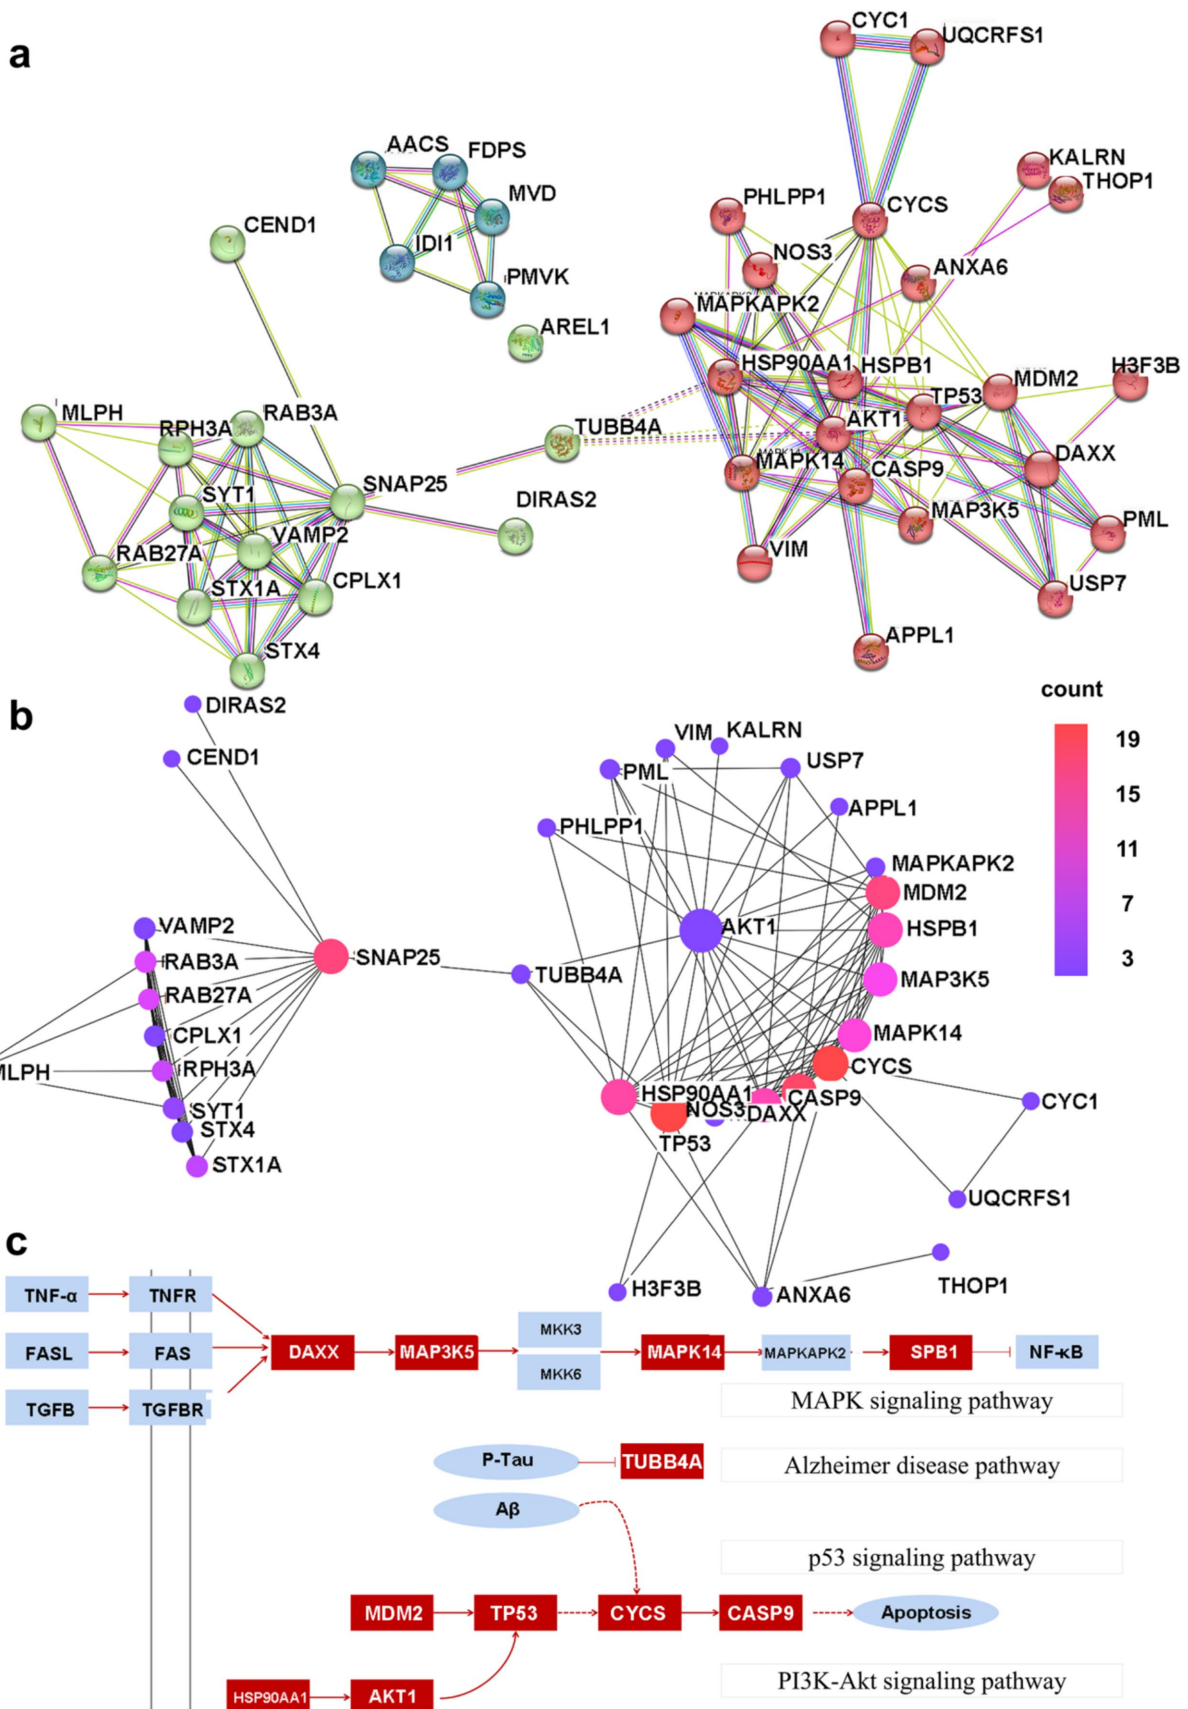 a
CYC1
UQCRFS1
AACS
FDPS
KALRN
THOP1
MVD
PHLPP1
CYCS
CEND1
IDI1
NOS3
ANXA6
PMVK
MAPKAPK2
AREL1
HSP90AA1
HSPB1
H3F3B
MDM2
TP53
MLPH
RAB3A
RPH3A
TUBB4A
AKT1
DAXX
MAPK14
CASP9
SNAP25
SYT1
DIRAS2
MAP3K5
PML
VAMP2
RAB27A
VIM
CPLX1
STX1A
USP7
APPL1
STX4
b
count
19
15
11
7
3
DIRAS2
CEND1
VIM
KALRN
PML
USP7
APPL1
PHLPP1
MAPKAPK2
MDM2
VAMP2
AKT1
HSPB1
RAB3A
SNAP25
TUBB4A
MAP3K5
RAB27A
CPLX1
MAPK14
MLPH
RPH3A
CYCS
HSP90AA1
CASP9
SYT1
NOS3
DAXX
CYC1
STX4
TP53
STX1A
UQCRFS1
H3F3B
ANXA6
THOP1
c
TNF-α
TNFR
FASL
FAS
DAXX
MAP3K5
MKK3
MKK6
MAPK14
MAPKAPK2
SPB1
NF-κB
TGFB
TGFBR
MAPK signaling pathway
P-Tau
TUBB4A
Alzheimer disease pathway
Aβ
p53 signaling pathway
MDM2
TP53
CYCS
CASP9
Apoptosis
HSP90AA1
AKT1
PI3K-Akt signaling pathway